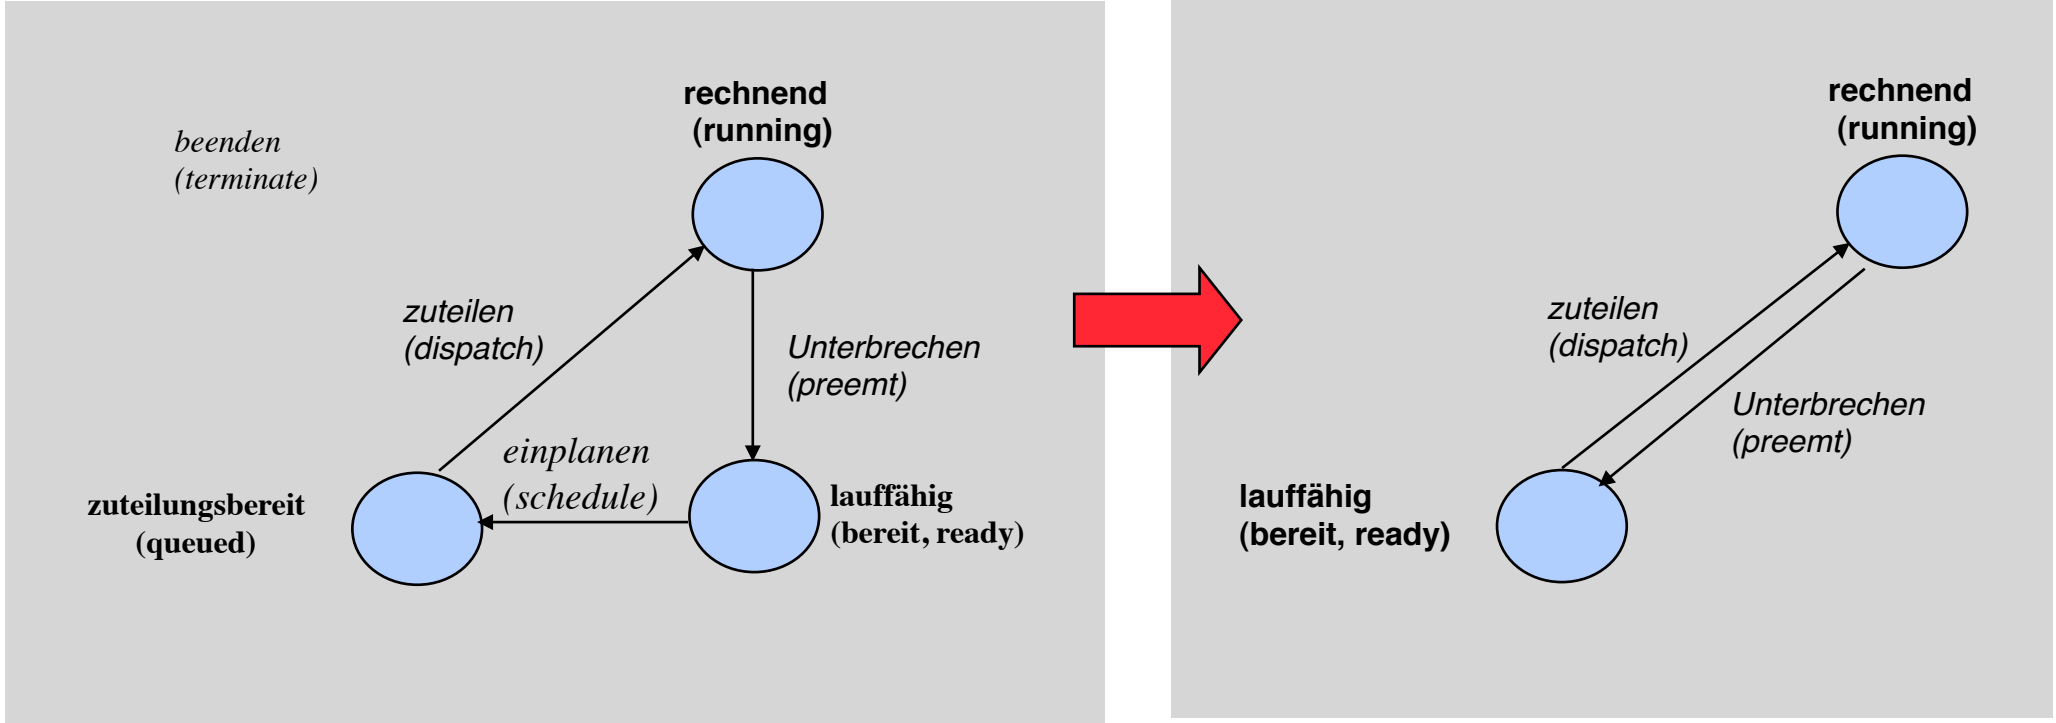 rechnend
(running)
beenden
(terminate)
zuteilen
(dispatch)
Unterbrechen
(preemt)
einplanen
(schedule)
zuteilungsbereit
(queued)
lauffähig
(bereit, ready)
rechnend
(running)
zuteilen
(dispatch)
Unterbrechen
(preemt)
lauffähig
(bereit, ready)